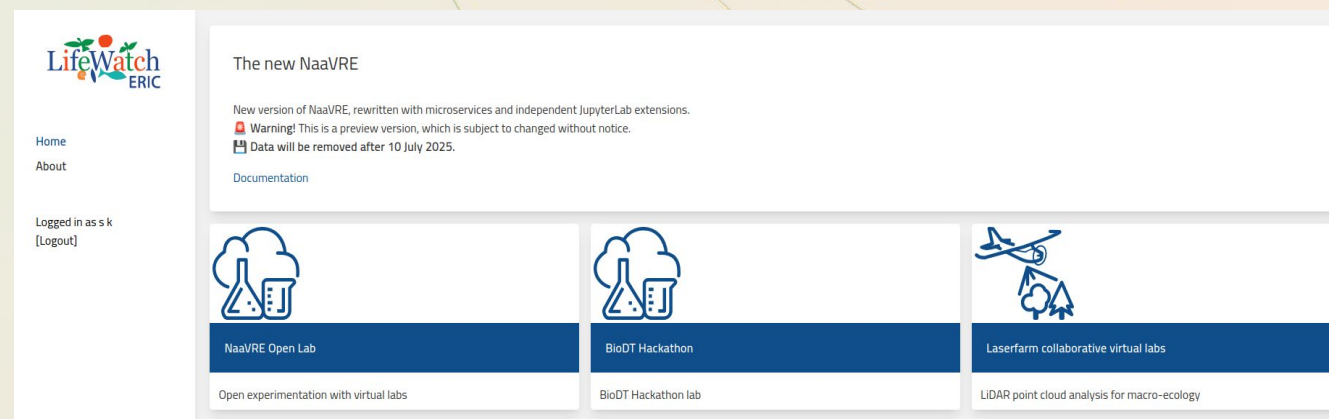 LifeWatch
ERIC
Home
About
Logged in as s k
[Logout]
The new NaaVRE
New version of NaaVRE, rewritten with microservices and independent JupyterLab extensions.
🚨 Warning! This is a preview version, which is subject to changed without notice.
💾 Data will be removed after 10 July 2025.
Documentation
NaaVRE Open Lab
Open experimentation with virtual labs
BioDT Hackathon
BioDT Hackathon lab
Laserfarm collaborative virtual labs
LiDAR point cloud analysis for macro-ecology